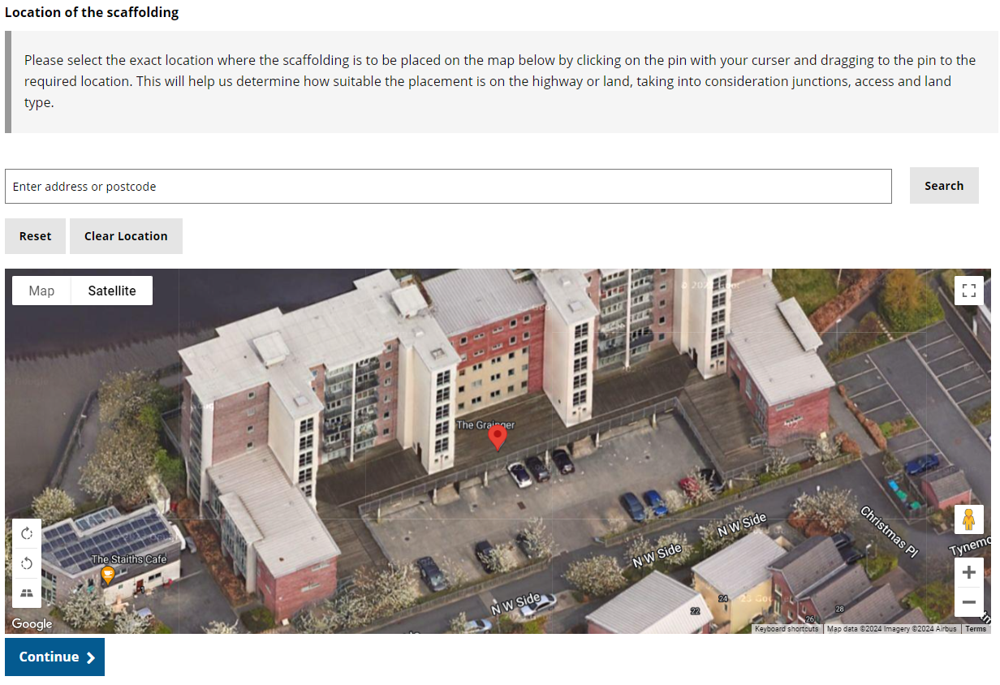 Location of the scaffolding
Please select the exact location where the scaffolding is to be placed on the map below by clicking on the pin with your curser and dragging to the pin to the
required location. This will help us determine how suitable the placement is on the highway or land, taking into consideration junctions, access and land
type.
Enter address or postcode
Search
Reset
Clear Location
Map
Satellite
The Grainger
N W Side
Christmas Pl
N W Side
The Staiths Café
N W Side
22
24
28
26
Google
Keyboard shortcuts
Map data ©2024 Imagery ©2024 Airbus
Terms
Continue